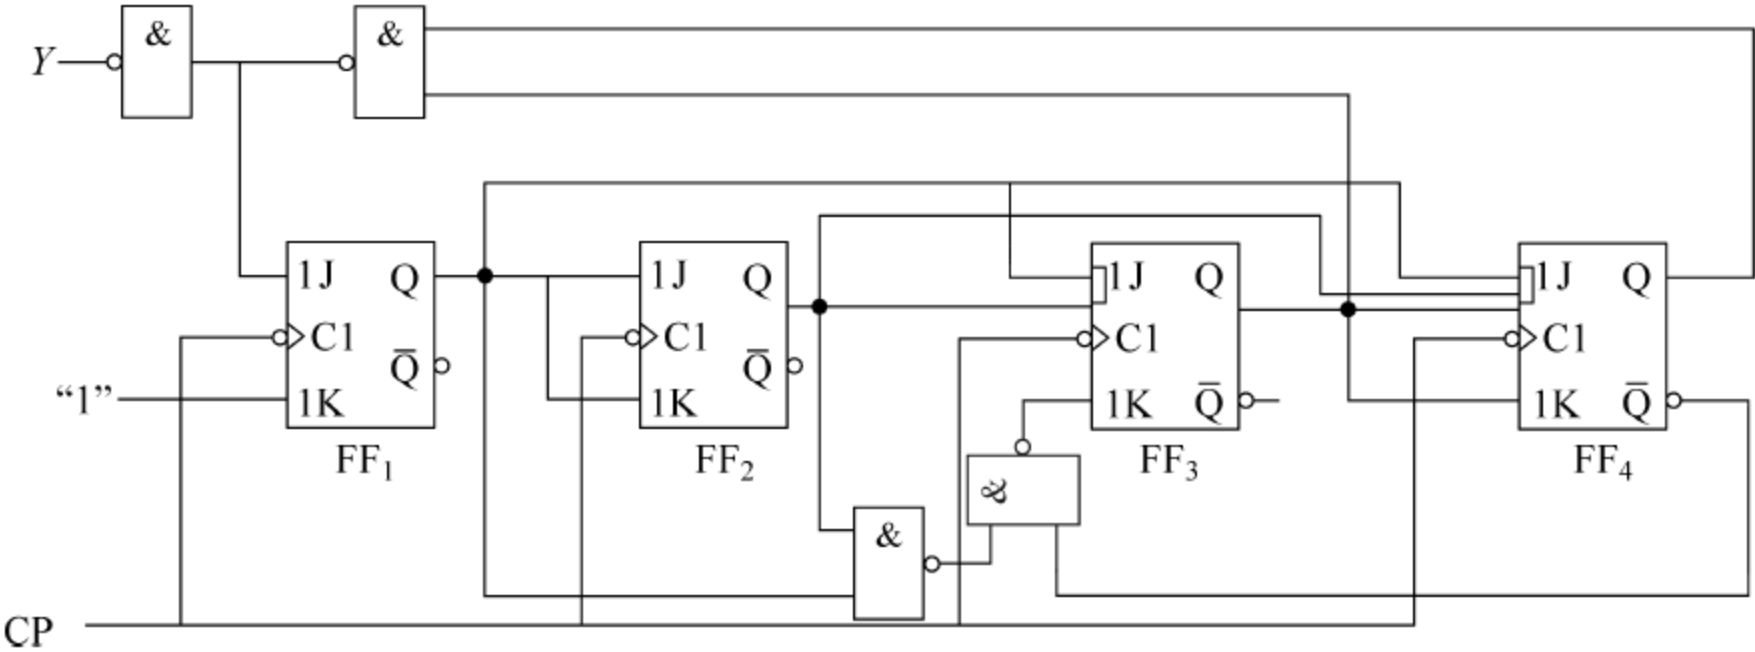 & &
Y
1J Q 1J Q 1J Q 1J Q
C1 C1 C1 C1
Q̅ Q̅
“1” 1K 1K 1K Q̅ 1K Q̅
FF₁ FF₂ FF₃ FF₄
&
&
CP